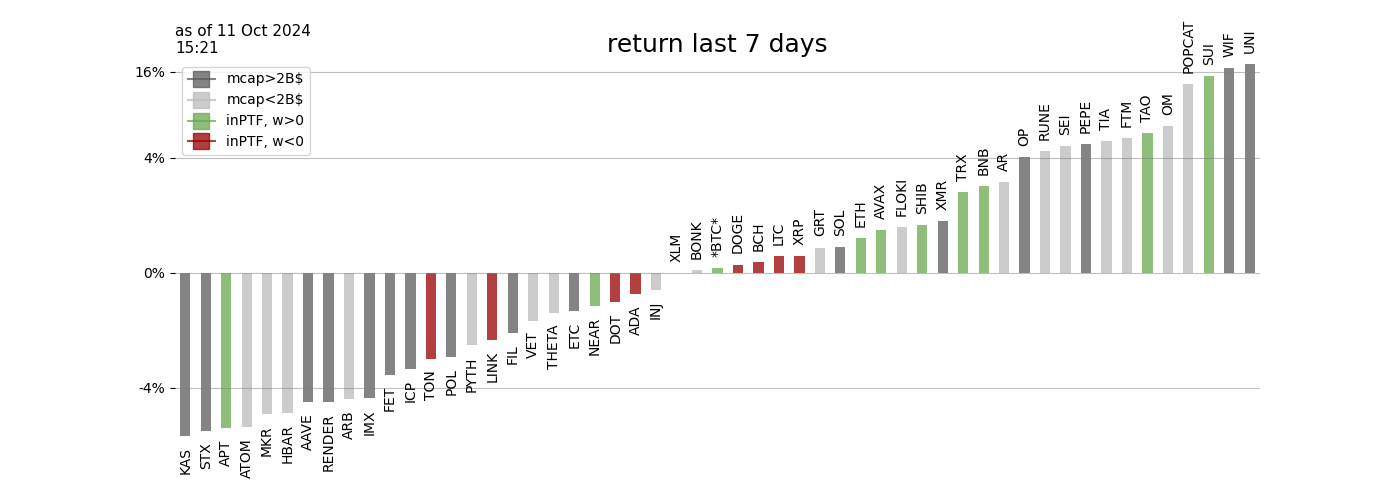 as of 11 Oct 2024
15:21
return last 7 days
mcap>2B$
mcap<2B$
inPTF, w>0
inPTF, w<0
16%
4%
0%
-4%
KAS
STX
APT
ATOM
MKR
HBAR
AAVE
RENDER
ARB
IMX
FET
ICP
TON
POL
PYTH
LINK
FIL
VET
THETA
ETC
NEAR
DOT
ADA
INJ
XLM
BONK
*BTC*
DOGE
BCH
LTC
XRP
GRT
SOL
ETH
AVAX
FLOKI
SHIB
XMR
TRX
BNB
AR
OP
RUNE
SEI
PEPE
TIA
FTM
TAO
OM
POPCAT
SUI
WIF
UNI